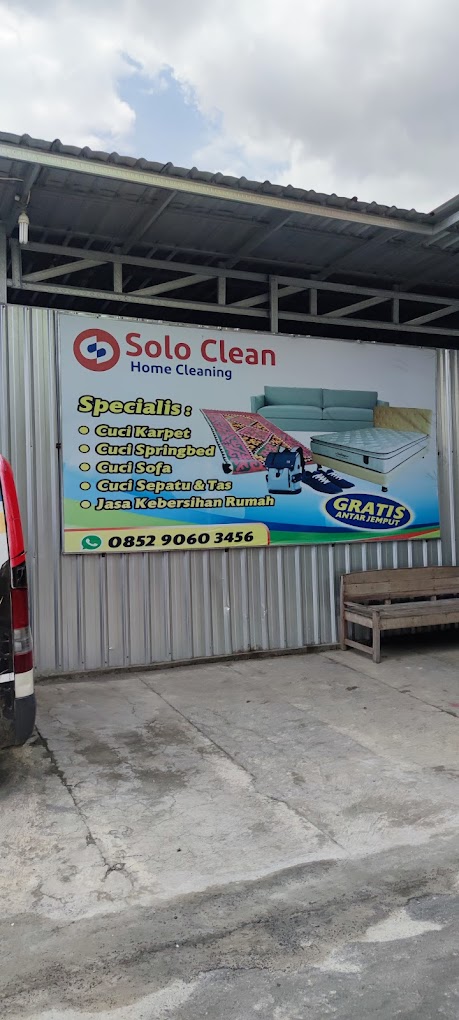 Solo Clean
Home Cleaning
Specialis :
Cuci Karpet
Cuci Springbed
Cuci Sofa
Cuci Sepatu & Tas
Jasa Kebersihan Rumah
GRATIS
ANTAR JEMPUT
0852 9060 3456